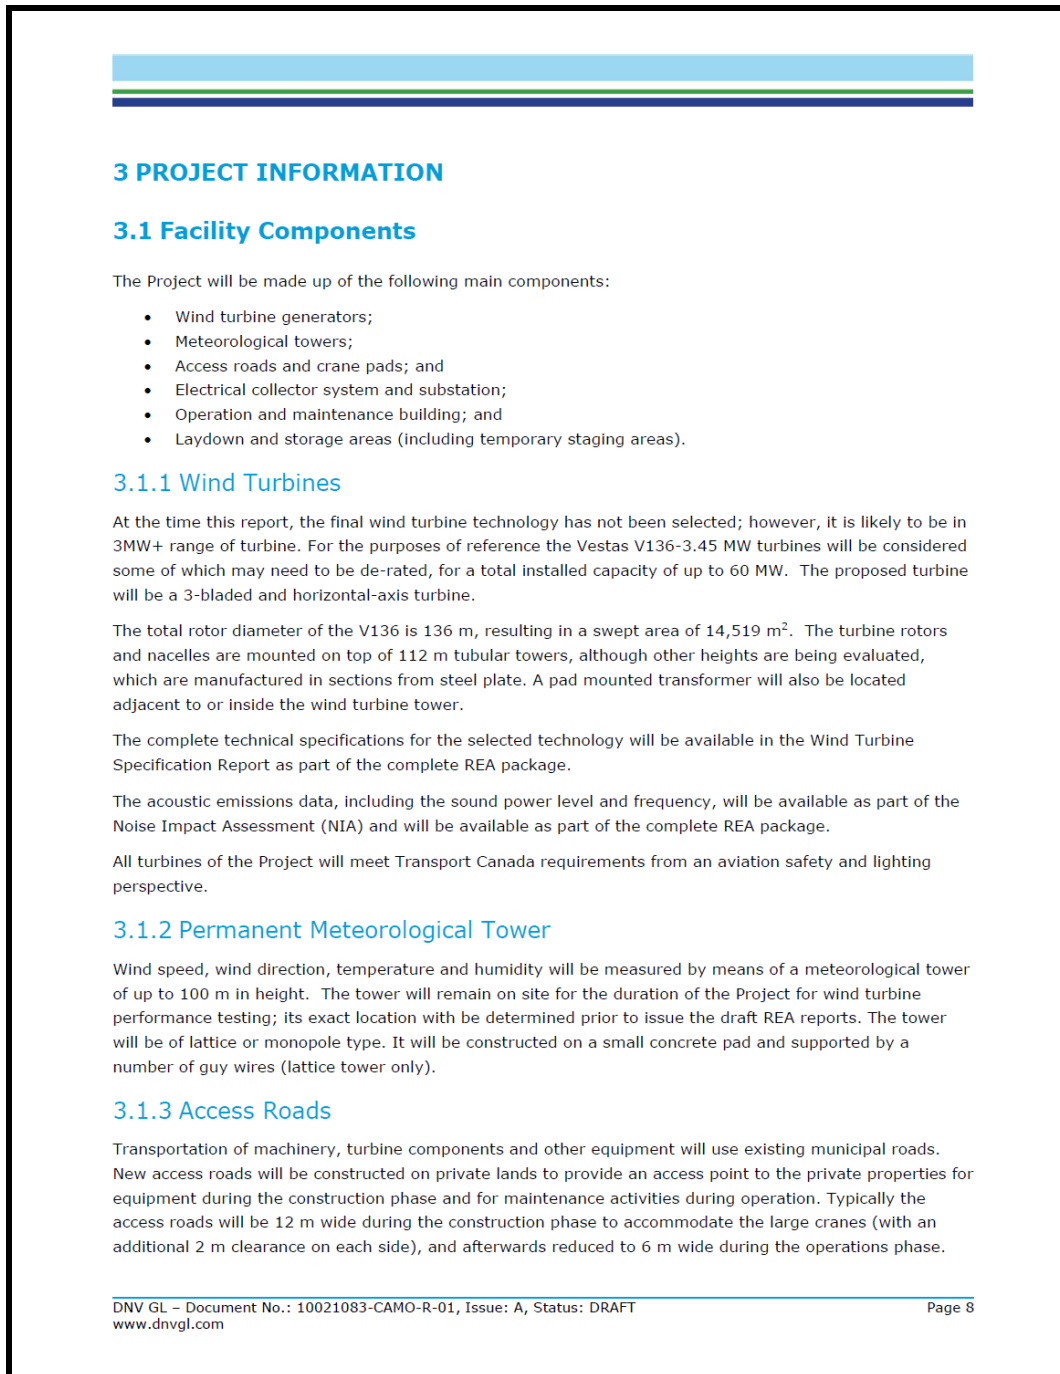 3 PROJECT INFORMATION
3.1 Facility Components
The Project will be made up of the following main components:
• Wind turbine generators;
• Meteorological towers;
• Access roads and crane pads; and
• Electrical collector system and substation;
• Operation and maintenance building; and
• Laydown and storage areas (including temporary staging areas).
3.1.1 Wind Turbines
At the time this report, the final wind turbine technology has not been selected; however, it is likely to be in
3MW+ range of turbine. For the purposes of reference the Vestas V136-3.45 MW turbines will be considered
some of which may need to be de-rated, for a total installed capacity of up to 60 MW.  The proposed turbine
will be a 3-bladed and horizontal-axis turbine.
The total rotor diameter of the V136 is 136 m, resulting in a swept area of 14,519 m².  The turbine rotors
and nacelles are mounted on top of 112 m tubular towers, although other heights are being evaluated,
which are manufactured in sections from steel plate. A pad mounted transformer will also be located
adjacent to or inside the wind turbine tower.
The complete technical specifications for the selected technology will be available in the Wind Turbine
Specification Report as part of the complete REA package.
The acoustic emissions data, including the sound power level and frequency, will be available as part of the
Noise Impact Assessment (NIA) and will be available as part of the complete REA package.
All turbines of the Project will meet Transport Canada requirements from an aviation safety and lighting
perspective.
3.1.2 Permanent Meteorological Tower
Wind speed, wind direction, temperature and humidity will be measured by means of a meteorological tower
of up to 100 m in height.  The tower will remain on site for the duration of the Project for wind turbine
performance testing; its exact location with be determined prior to issue the draft REA reports. The tower
will be of lattice or monopole type. It will be constructed on a small concrete pad and supported by a
number of guy wires (lattice tower only).
3.1.3 Access Roads
Transportation of machinery, turbine components and other equipment will use existing municipal roads.
New access roads will be constructed on private lands to provide an access point to the private properties for
equipment during the construction phase and for maintenance activities during operation. Typically the
access roads will be 12 m wide during the construction phase to accommodate the large cranes (with an
additional 2 m clearance on each side), and afterwards reduced to 6 m wide during the operations phase.
DNV GL – Document No.: 10021083-CAMO-R-01, Issue: A, Status: DRAFT Page 8
www.dnvgl.com